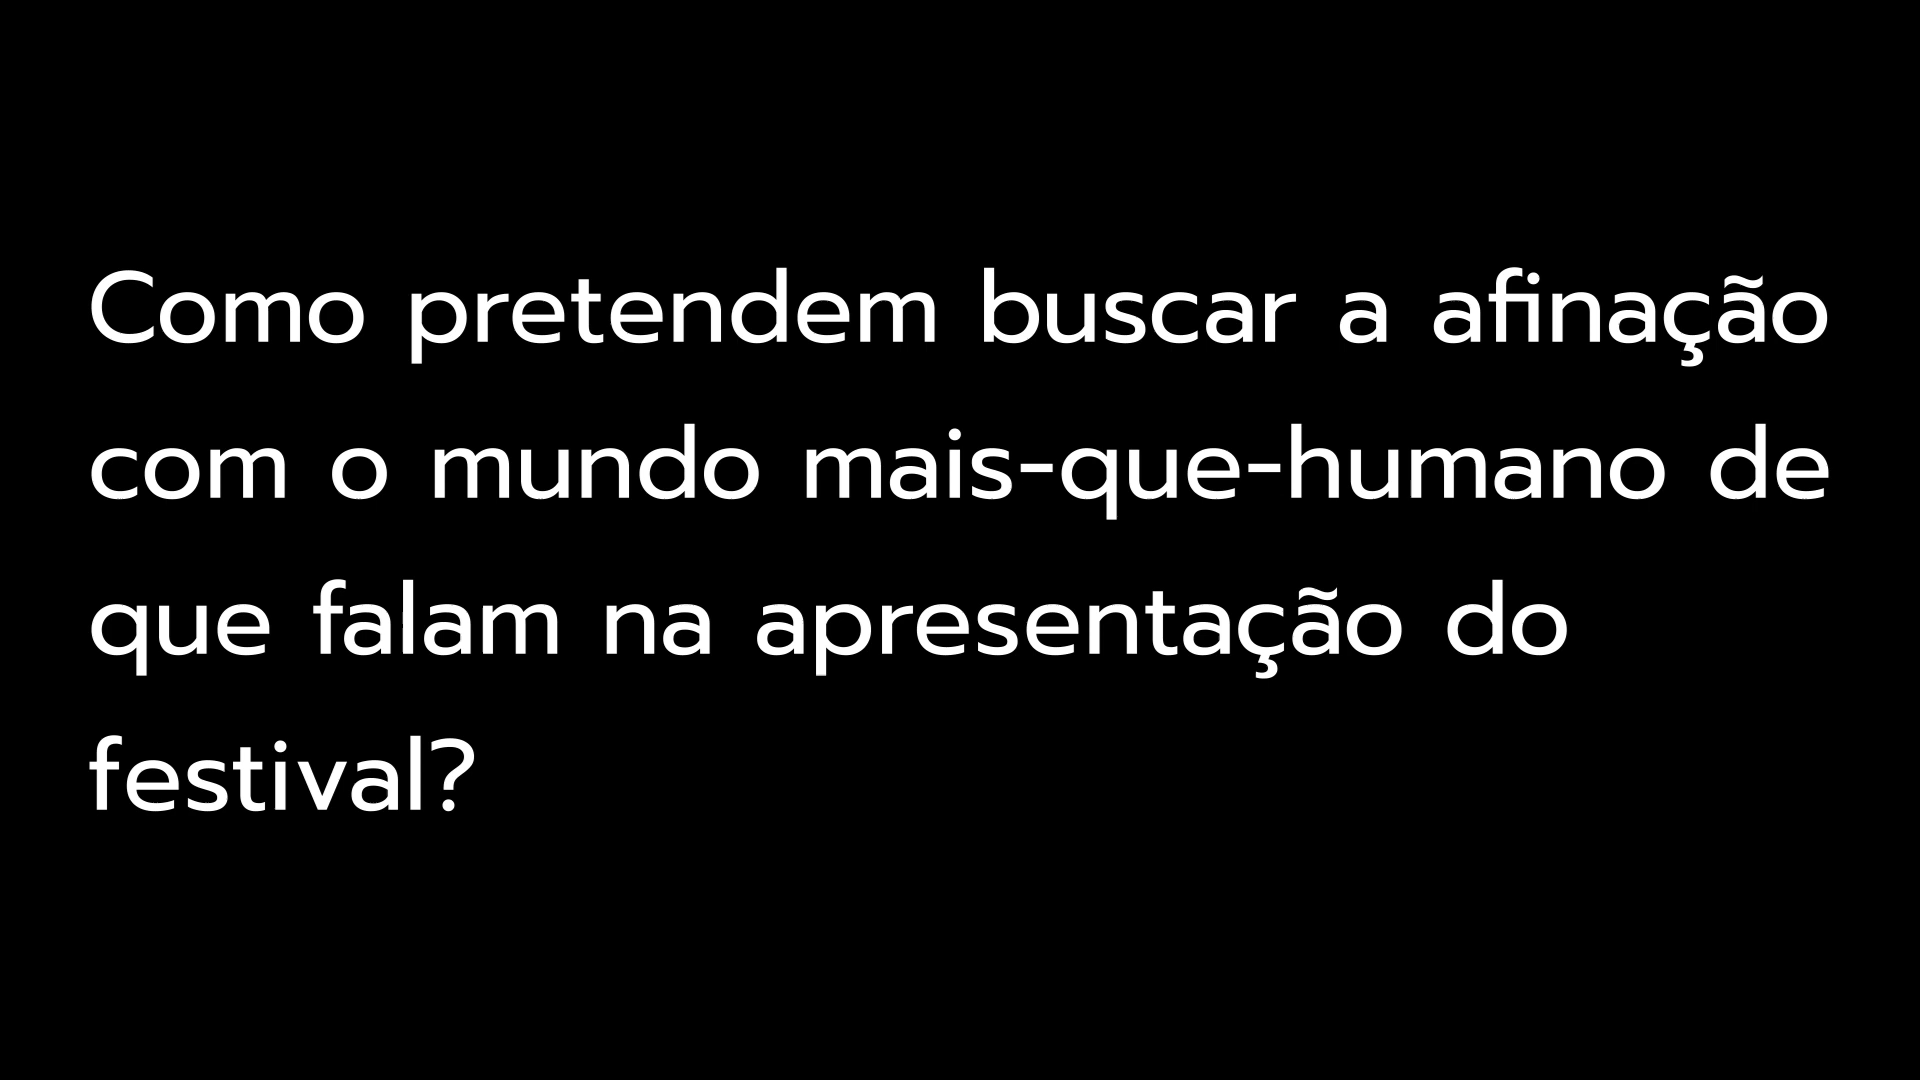 Como pretendem buscar a afinação
com o mundo mais-que-humano de
que falam na apresentação do
festival?